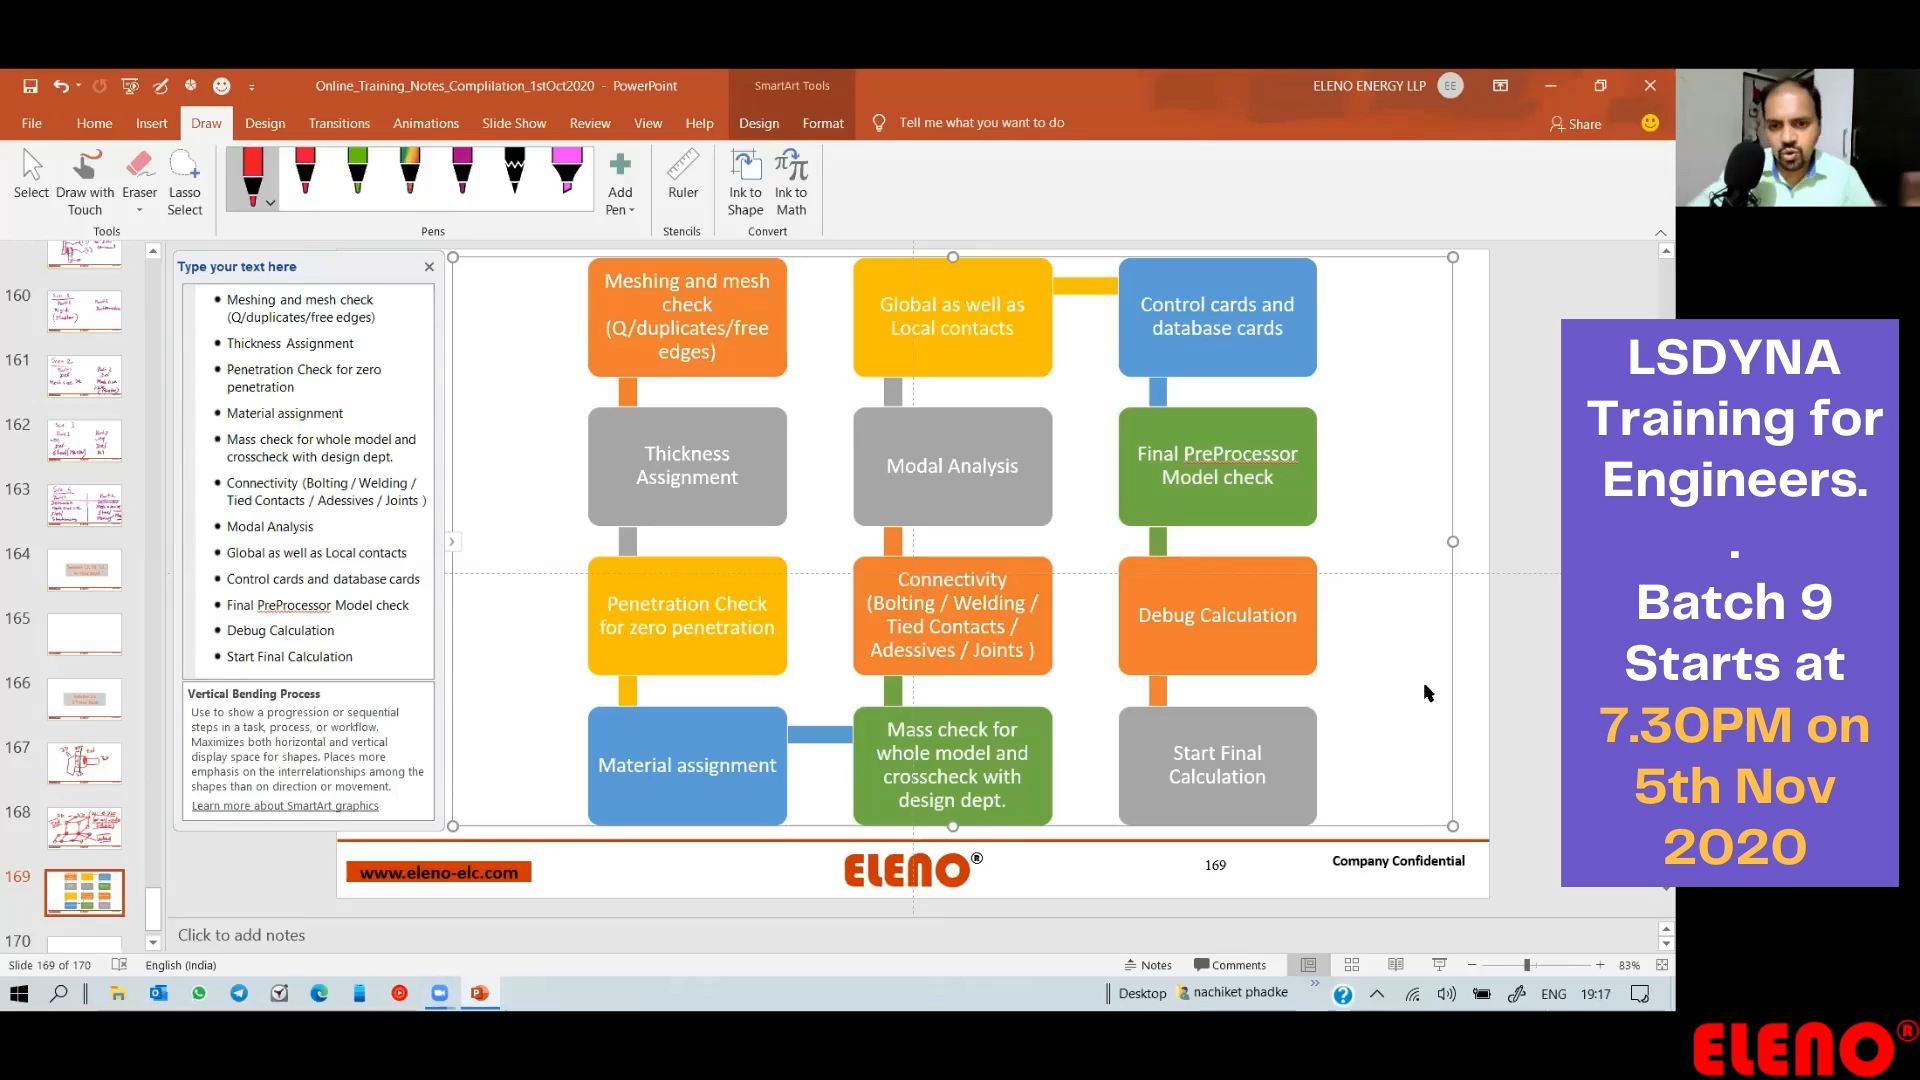 Online_Training_Notes_Complilation_1stOct2020 - PowerPoint
SmartArt Tools
ELENO ENERGY LLP
EE
File
Home
Insert
Draw
Design
Transitions
Animations
Slide Show
Review
View
Help
Design
Format
Tell me what you want to do
Share
Select
Draw with
Touch
Eraser
Lasso
Select
Add
Pen
Ruler
Ink to
Shape
Ink to
Math
Tools
Pens
Stencils
Convert
160
161
162
163
164
165
166
167
168
169
170
Type your text here
Meshing and mesh check
(Q/duplicates/free edges)
Thickness Assignment
Penetration Check for zero
penetration
Material assignment
Mass check for whole model and
crosscheck with design dept.
Connectivity (Bolting / Welding /
Tied Contacts / Adessives / Joints )
Modal Analysis
Global as well as Local contacts
Control cards and database cards
Final PreProcessor Model check
Debug Calculation
Start Final Calculation
Vertical Bending Process
Use to show a progression or sequential
steps in a task, process, or workflow.
Maximizes both horizontal and vertical
display space for shapes. Places more
emphasis on the interrelationships among the
shapes than on direction or movement.
Learn more about SmartArt graphics
Meshing and mesh
check
(Q/duplicates/free
edges)
Thickness
Assignment
Penetration Check
for zero penetration
Material assignment
Mass check for
whole model and
crosscheck with
design dept.
Connectivity
(Bolting / Welding /
Tied Contacts /
Adessives / Joints )
Modal Analysis
Global as well as
Local contacts
Control cards and
database cards
Final PreProcessor
Model check
Debug Calculation
Start Final
Calculation
www.eleno-elc.com
ELENO®
169
Company Confidential
LSDYNA
Training for
Engineers.
.
Batch 9
Starts at
7.30PM on
5th Nov
2020
Click to add notes
Slide 169 of 170
English (India)
Notes
Comments
83%
Desktop
nachiket phadke
ENG
19:17
ELENO®